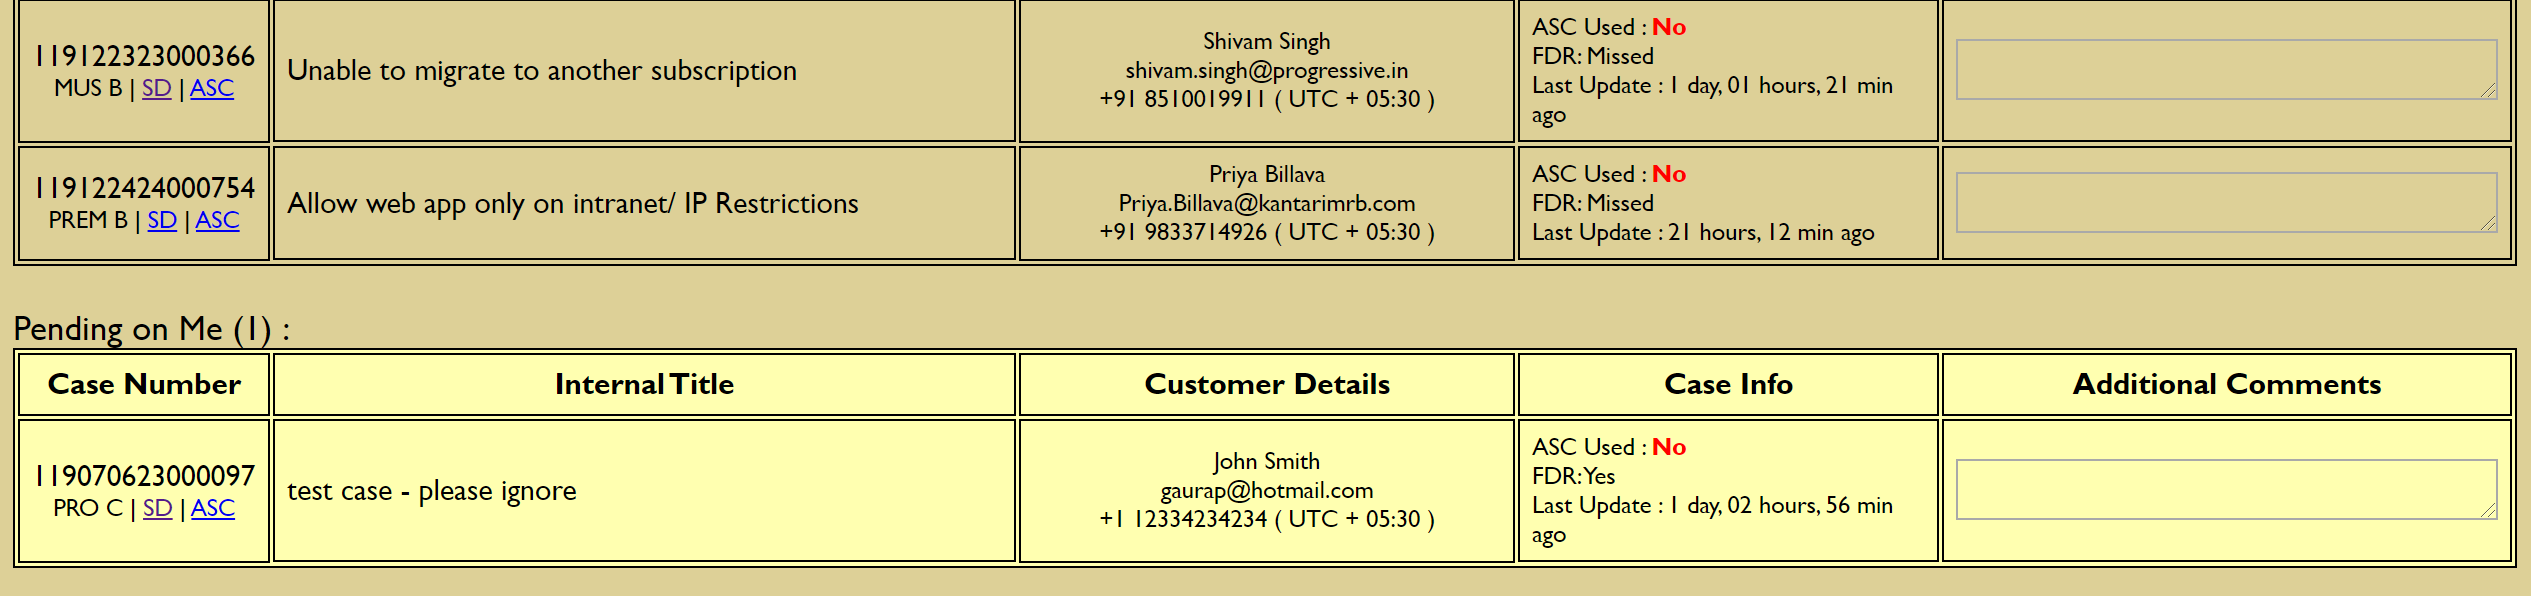 119122323000366
MUS B | SD | ASC
Unable to migrate to another subscription
Shivam Singh
shivam.singh@progressive.in
+91 8510019911 ( UTC + 05:30 )
ASC Used : No
FDR: Missed
Last Update : 1 day, 01 hours, 21 min
ago
119122424000754
PREM B | SD | ASC
Allow web app only on intranet/ IP Restrictions
Priya Billava
Priya.Billava@kantarimrb.com
+91 9833714926 ( UTC + 05:30 )
ASC Used : No
FDR: Missed
Last Update : 21 hours, 12 min ago
Pending on Me (1) :
Case Number
Internal Title
Customer Details
Case Info
Additional Comments
119070623000097
PRO C | SD | ASC
test case - please ignore
John Smith
gaurap@hotmail.com
+1 12334234234 ( UTC + 05:30 )
ASC Used : No
FDR: Yes
Last Update : 1 day, 02 hours, 56 min
ago